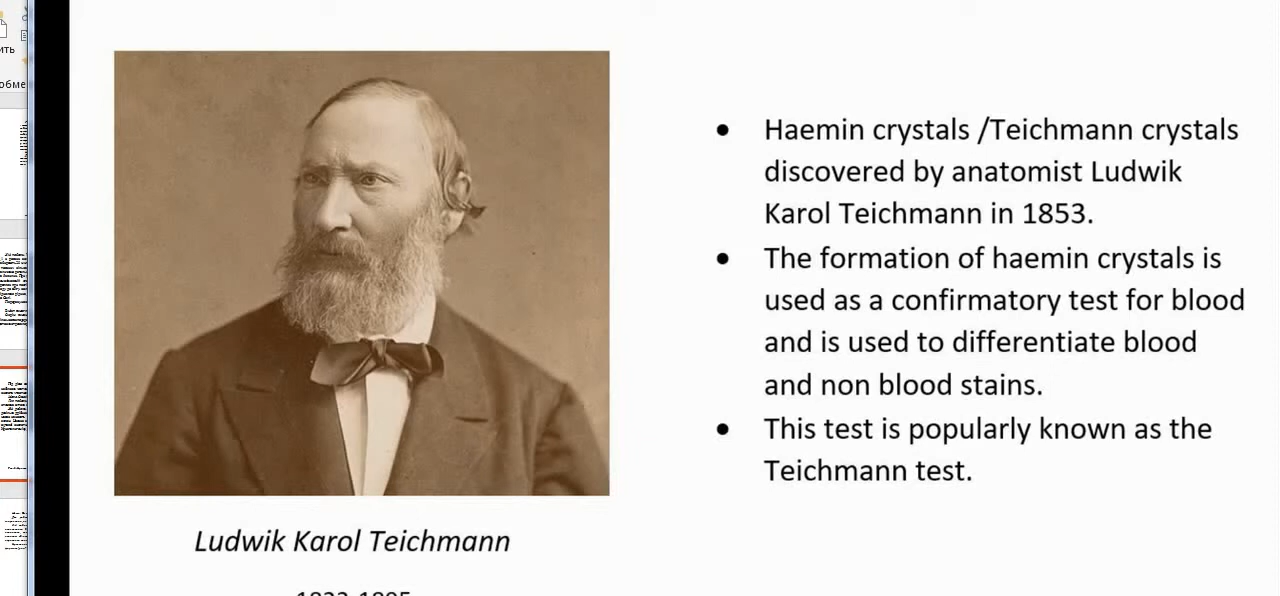 ить
обме
• Haemin crystals /Teichmann crystals
discovered by anatomist Ludwik
Karol Teichmann in 1853.
• The formation of haemin crystals is
used as a confirmatory test for blood
and is used to differentiate blood
and non blood stains.
• This test is popularly known as the
Teichmann test.
Ludwik Karol Teichmann